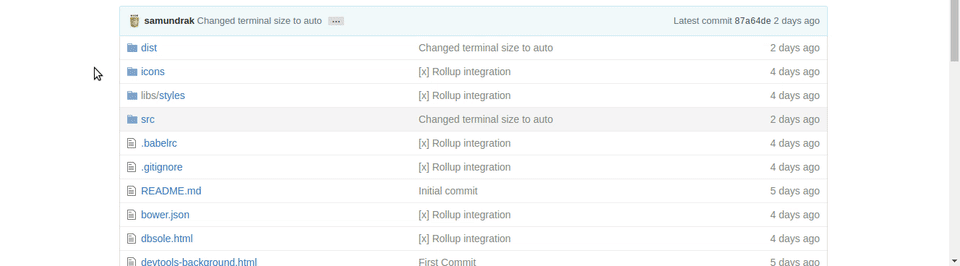 samundrak Changed terminal size to auto ... Latest commit 87a64de 2 days ago
dist Changed terminal size to auto 2 days ago
icons [x] Rollup integration 4 days ago
libs/styles [x] Rollup integration 4 days ago
src Changed terminal size to auto 2 days ago
.babelrc [x] Rollup integration 4 days ago
.gitignore [x] Rollup integration 4 days ago
README.md Initial commit 5 days ago
bower.json [x] Rollup integration 4 days ago
dbsole.html [x] Rollup integration 4 days ago
devtools-background.html First Commit 5 days ago